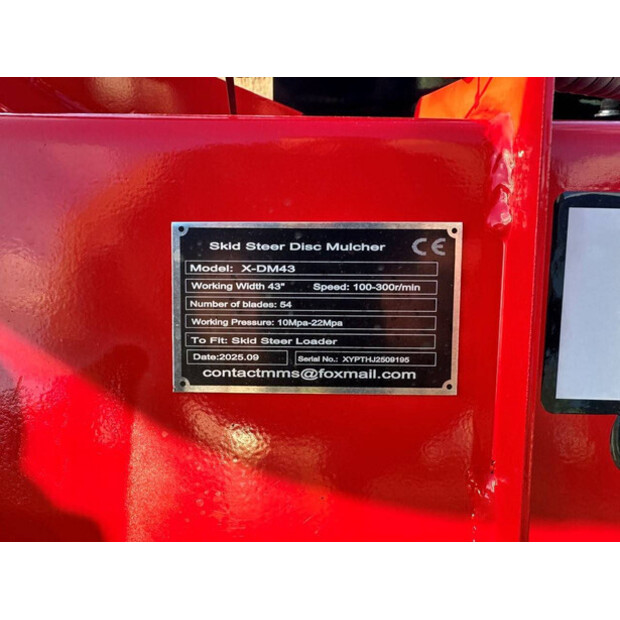 Skid Steer Disc Mulcher CE
Model: X-DM43
Working Width 43" Speed: 100-300r/min
Number of blades: 54
Working Pressure: 10Mpa-22Mpa
To Fit: Skid Steer Loader
Date:2025.09 Serial No.: XYPTHJ2509195
contactmms@foxmail.com